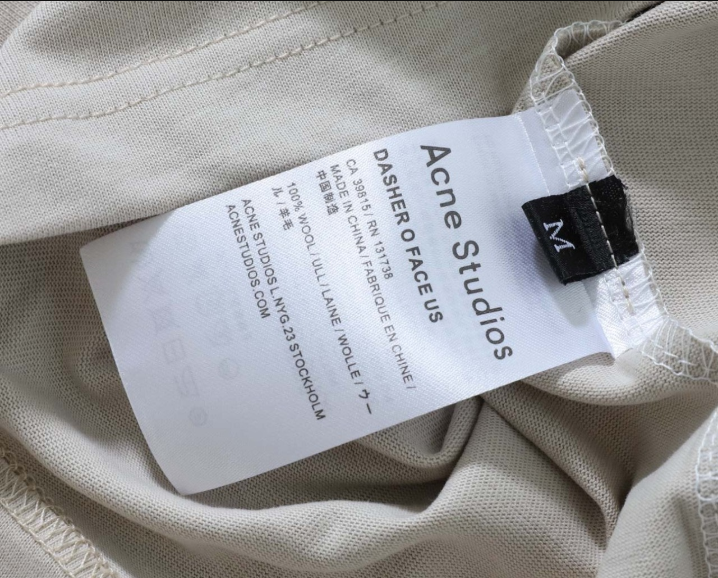 Acne Studios
DASHER O FACE US
CA 39815 / RN 131738
MADE IN CHINA / FABRIQUE EN CHINE /
中国制造
100% WOOL / ULL / LAINE / WOLLE / ウー
ル / 羊毛
ACNE STUDIOS L.NYG.23 STOCKHOLM
ACNESTUDIOS.COM
M